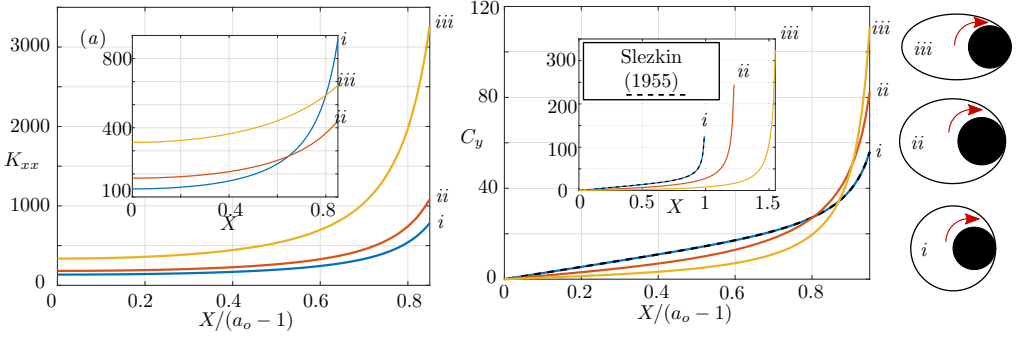 3000
2000
1000
0
K_{xx}
0
0.2
0.4
0.6
0.8
X/(a_o − 1)
iii
ii
i
(a)
800
400
100
0
0.4
0.8
X
i
iii
ii
120
80
40
0
C_y
0
0.2
0.4
0.6
0.8
X/(a_o − 1)
iii
ii
i
300
200
100
0
0
0.5
1
1.5
X
Slezkin
(1955)
i
ii
iii
iii
ii
i